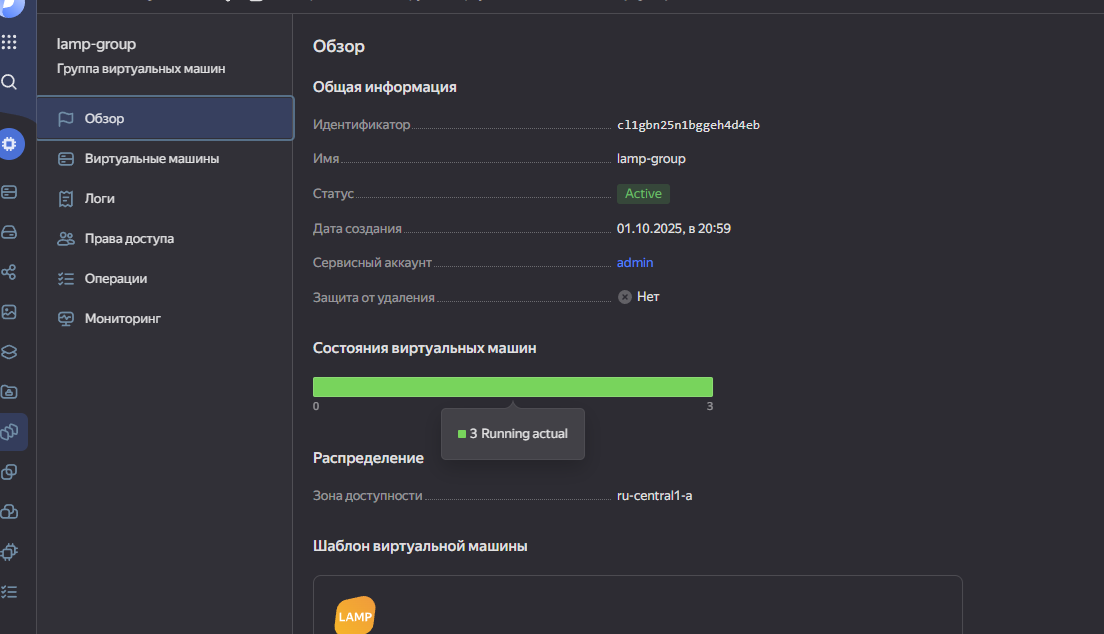 lamp-group
Группа виртуальных машин
Обзор
Виртуальные машины
Логи
Права доступа
Операции
Мониторинг
Обзор
Общая информация
Идентификатор cl1gbn25n1bggeh4d4eb
Имя lamp-group
Статус Active
Дата создания 01.10.2025, в 20:59
Сервисный аккаунт admin
Защита от удаления Нет
Состояния виртуальных машин
0 3
3 Running actual
Распределение
Зона доступности ru-central1-a
Шаблон виртуальной машины
LAMP